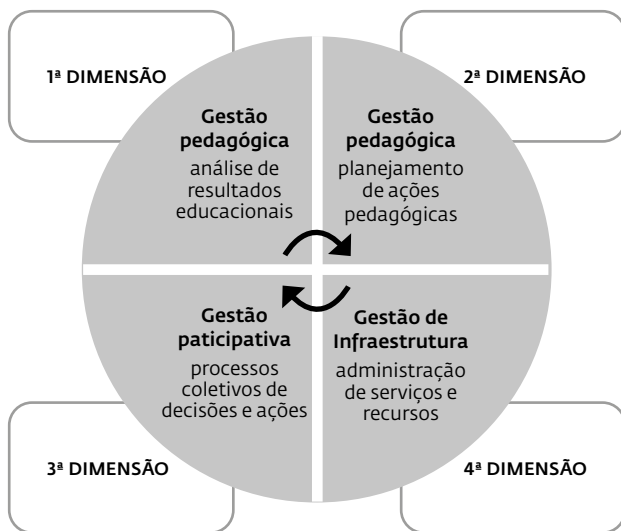 1ª DIMENSÃO
Gestão
pedagógica
análise de
resultados
educacionais
2ª DIMENSÃO
Gestão
pedagógica
planejamento
de ações
pedagógicas
Gestão
paticipativa
processos
coletivos de
decisões e ações
3ª DIMENSÃO
Gestão de
Infraestrutura
administração
de serviços e
recursos
4ª DIMENSÃO